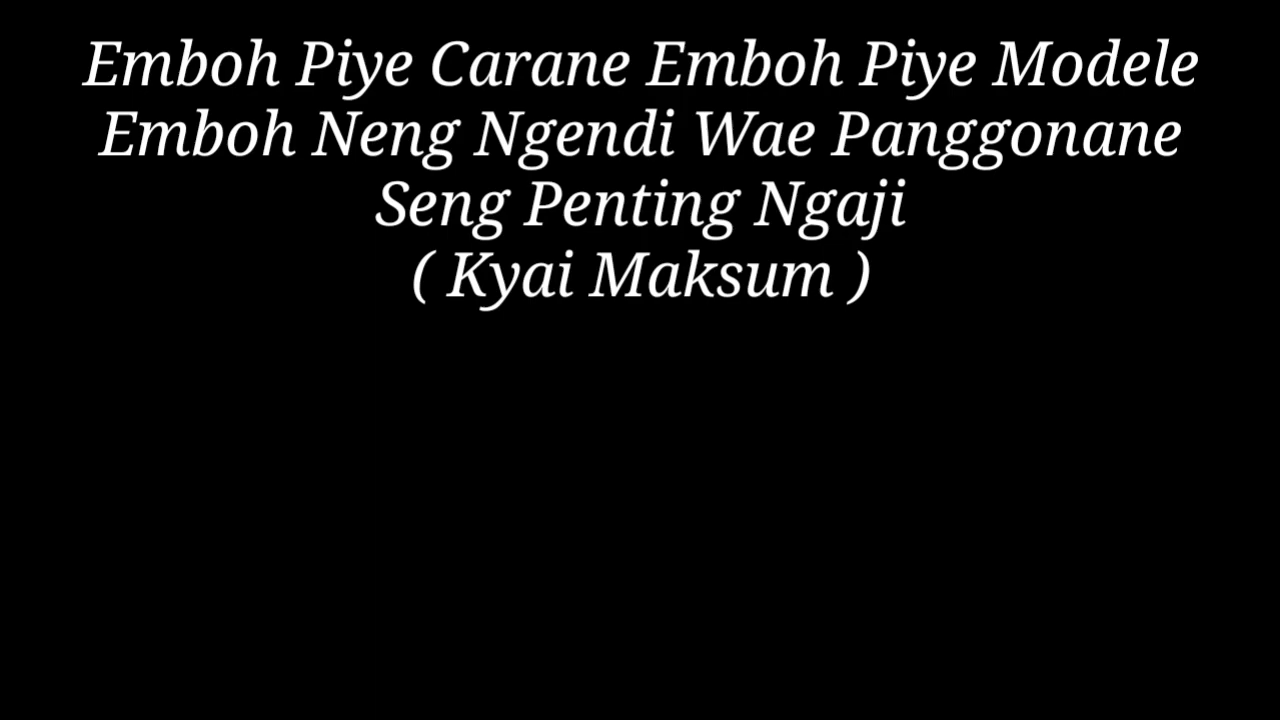 Emboh Piye Carane Emboh Piye Modele
Emboh Neng Ngendi Wae Panggonane
Seng Penting Ngaji
( Kyai Maksum )